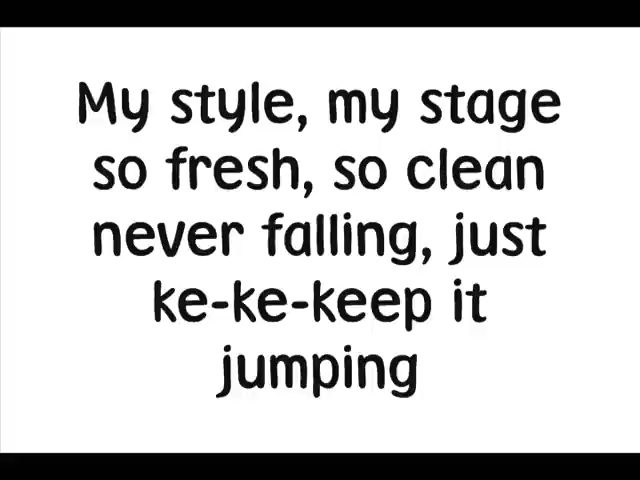 My style, my stage
so fresh, so clean
never falling, just
ke-ke-keep it
jumping